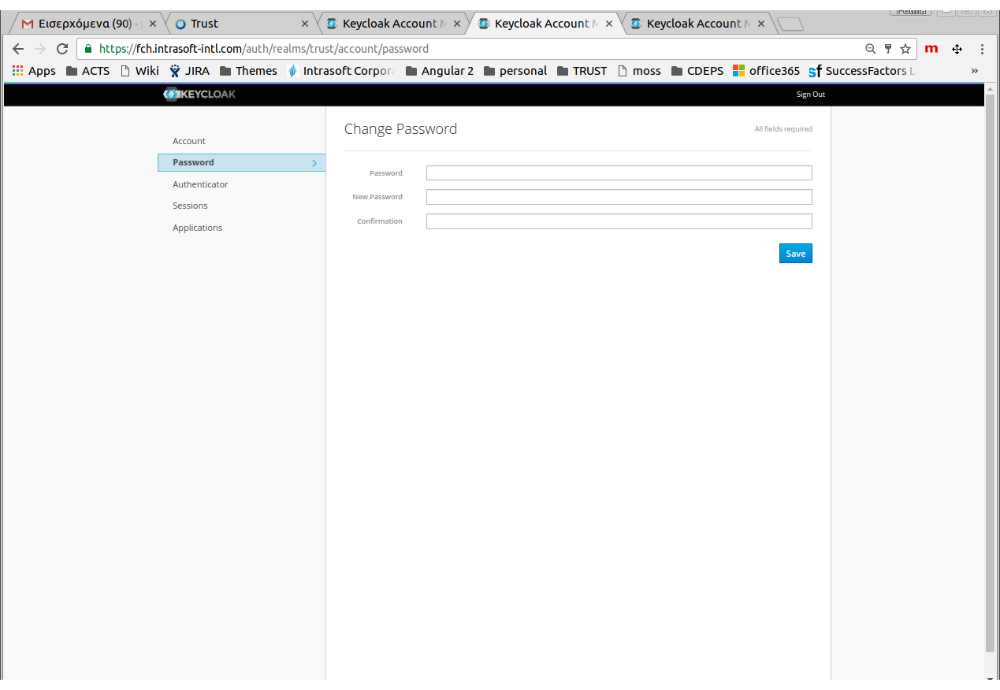 Εισερχόμενα (90) -
Trust
Keycloak Account M
Keycloak Account M
Keycloak Account M
https://fch.intrasoft-intl.com/auth/realms/trust/account/password
m
Apps ACTS Wiki JIRA Themes Intrasoft Corpor Angular 2 personal TRUST moss CDEPS office365 SuccessFactors L »
KEYCLOAK
Sign Out
Account
Password
Authenticator
Sessions
Applications
Change Password
All fields required
Password
New Password
Confirmation
Save